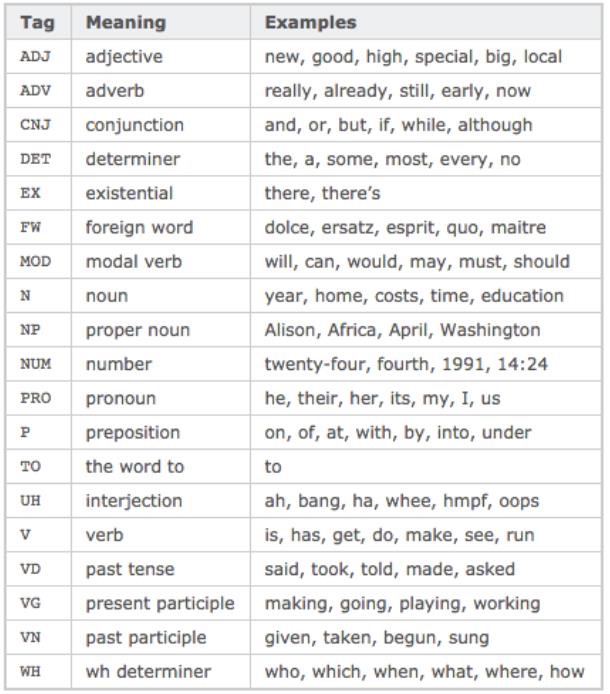 Tag Meaning Examples
ADJ adjective new, good, high, special, big, local
ADV adverb really, already, still, early, now
CNJ conjunction and, or, but, if, while, although
DET determiner the, a, some, most, every, no
EX existential there, there's
FW foreign word dolce, ersatz, esprit, quo, maitre
MOD modal verb will, can, would, may, must, should
N noun year, home, costs, time, education
NP proper noun Alison, Africa, April, Washington
NUM number twenty-four, fourth, 1991, 14:24
PRO pronoun he, their, her, its, my, I, us
P preposition on, of, at, with, by, into, under
TO the word to to
UH interjection ah, bang, ha, whee, hmpf, oops
V verb is, has, get, do, make, see, run
VD past tense said, took, told, made, asked
VG present participle making, going, playing, working
VN past participle given, taken, begun, sung
WH wh determiner who, which, when, what, where, how